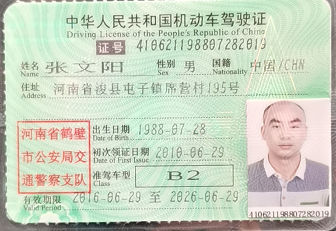 中华人民共和国机动车驾驶证
Driving License of the People's Republic of China
证号 410621198807282019
姓名 Name 张文阳 性别 Sex 男 国籍 Nationality 中国/CHN
住址 Address 河南省浚县屯子镇席营村195号
河南省鹤壁
市公安局交
通警察支队
出生日期 Date of Birth 1988-07-28
初次领证日期 Date of First Issue 2010-06-29
准驾车型 Class B2
有效期限 Valid Period 2016-06-29 至 2026-06-29
410621198807282019